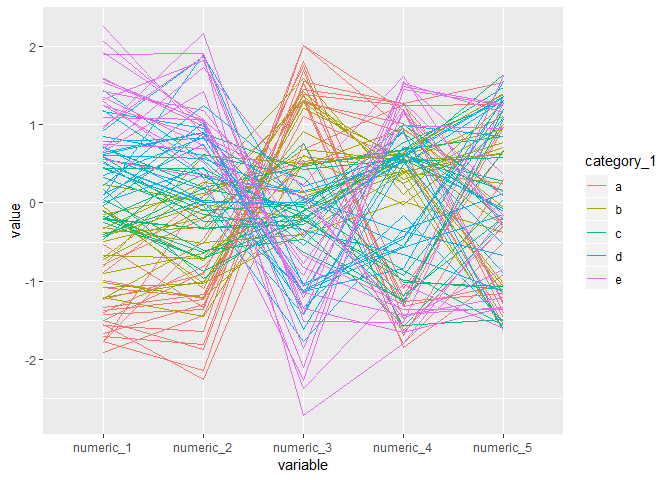 2
1
0
-1
-2
value
numeric_1 numeric_2 numeric_3 numeric_4 numeric_5
variable
category_1
a
b
c
d
e